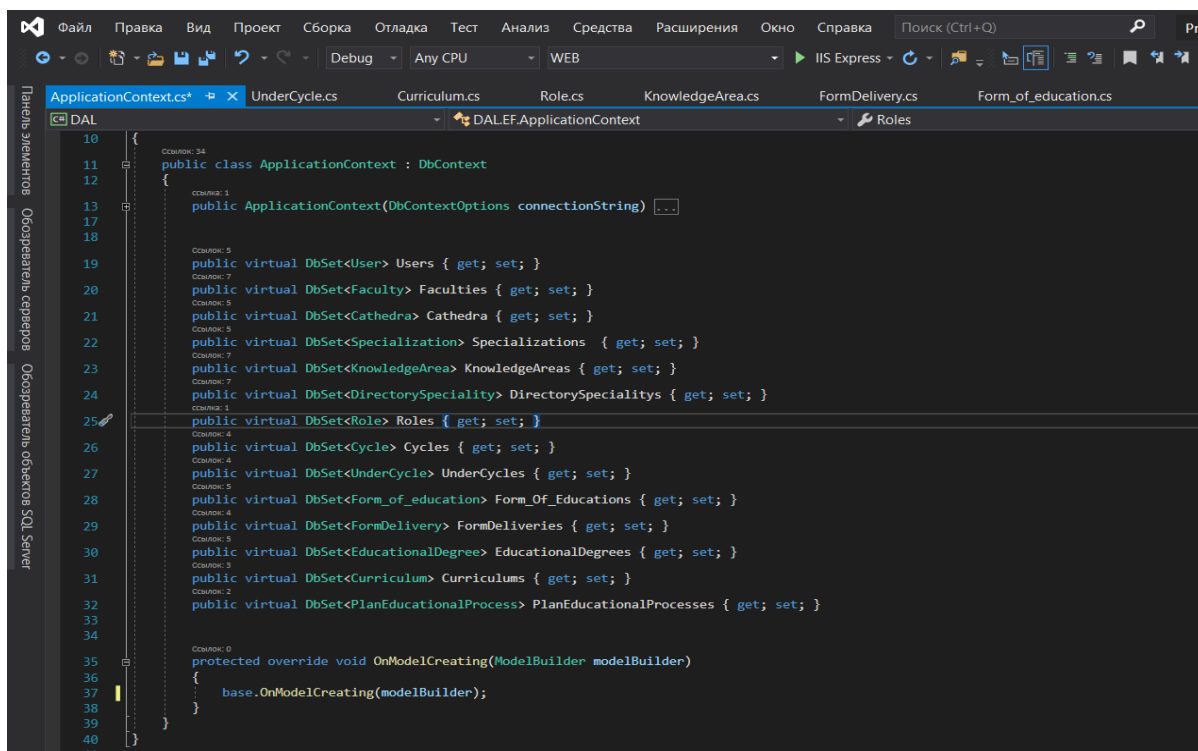 Файл Правка Вид Проект Сборка Отладка Тест Анализ Средства Расширения Окно Справка Поиск (Ctrl+Q) Pr
Debug Any CPU WEB IIS Express
ApplicationContext.cs* UnderCycle.cs Curriculum.cs Role.cs KnowledgeArea.cs FormDelivery.cs Form_of_education.cs
C# DAL DAL.EF.ApplicationContext Roles
Панель элементов
Обозреватель серверов
Обозреватель объектов SQL Server
10 {
Ссылок: 34
11 public class ApplicationContext : DbContext
12 {
ссылка: 1
13 public ApplicationContext(DbContextOptions connectionString) ...
17
18
Ссылок: 5
19 public virtual DbSet<User> Users { get; set; }
Ссылок: 7
20 public virtual DbSet<Faculty> Faculties { get; set; }
Ссылок: 5
21 public virtual DbSet<Cathedra> Cathedra { get; set; }
Ссылок: 5
22 public virtual DbSet<Specialization> Specializations  { get; set; }
Ссылок: 7
23 public virtual DbSet<KnowledgeArea> KnowledgeAreas { get; set; }
Ссылок: 7
24 public virtual DbSet<DirectorySpeciality> DirectorySpecialitys { get; set; }
ссылка: 1
25 public virtual DbSet<Role> Roles { get; set; }
Ссылок: 4
26 public virtual DbSet<Cycle> Cycles { get; set; }
Ссылок: 4
27 public virtual DbSet<UnderCycle> UnderCycles { get; set; }
Ссылок: 5
28 public virtual DbSet<Form_of_education> Form_Of_Educations { get; set; }
Ссылок: 4
29 public virtual DbSet<FormDelivery> FormDeliveries { get; set; }
Ссылок: 5
30 public virtual DbSet<EducationalDegree> EducationalDegrees { get; set; }
Ссылок: 3
31 public virtual DbSet<Curriculum> Curriculums { get; set; }
Ссылок: 2
32 public virtual DbSet<PlanEducationalProcess> PlanEducationalProcesses { get; set; }
33
34
Ссылок: 0
35 protected override void OnModelCreating(ModelBuilder modelBuilder)
36 {
37 base.OnModelCreating(modelBuilder);
38 }
39 }
40 }